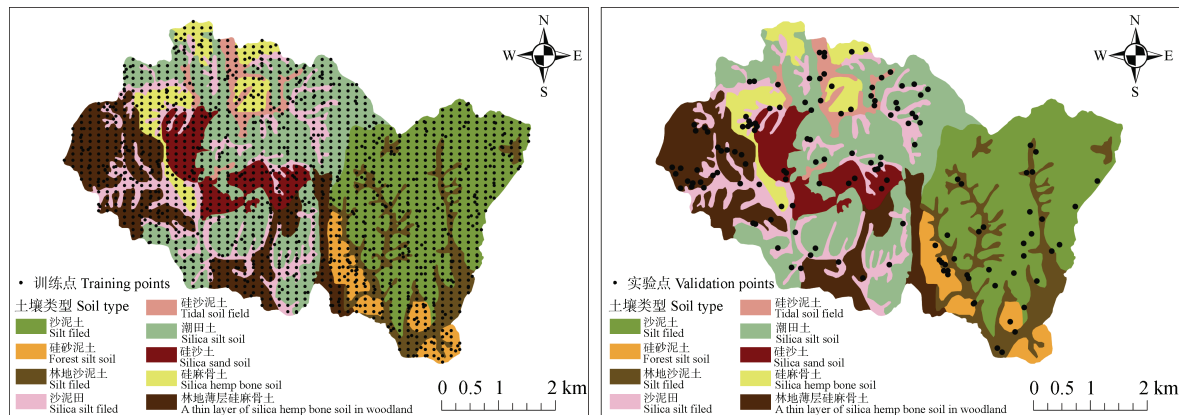 N
W E
S
训练点 Training points
土壤类型 Soil type
沙泥土
Silt filed
硅砂泥土
Forest silt soil
林地沙泥土
Silt filed
沙泥田
Silica silt filed
硅沙泥土
Tidal soil field
潮田土
Silica silt soil
硅沙土
Silica sand soil
硅麻骨土
Silica hemp bone soil
林地薄层硅麻骨土
A thin layer of silica hemp bone soil in woodland
0 0.5 1 2 km
N
W E
S
实验点 Validation points
土壤类型 Soil type
沙泥土
Silt filed
硅砂泥土
Forest silt soil
林地沙泥土
Silt filed
沙泥田
Silica silt filed
硅沙泥土
Tidal soil field
潮田土
Silica silt soil
硅沙土
Silica sand soil
硅麻骨土
Silica hemp bone soil
林地薄层硅麻骨土
A thin layer of silica hemp bone soil in woodland
0 0.5 1 2 km